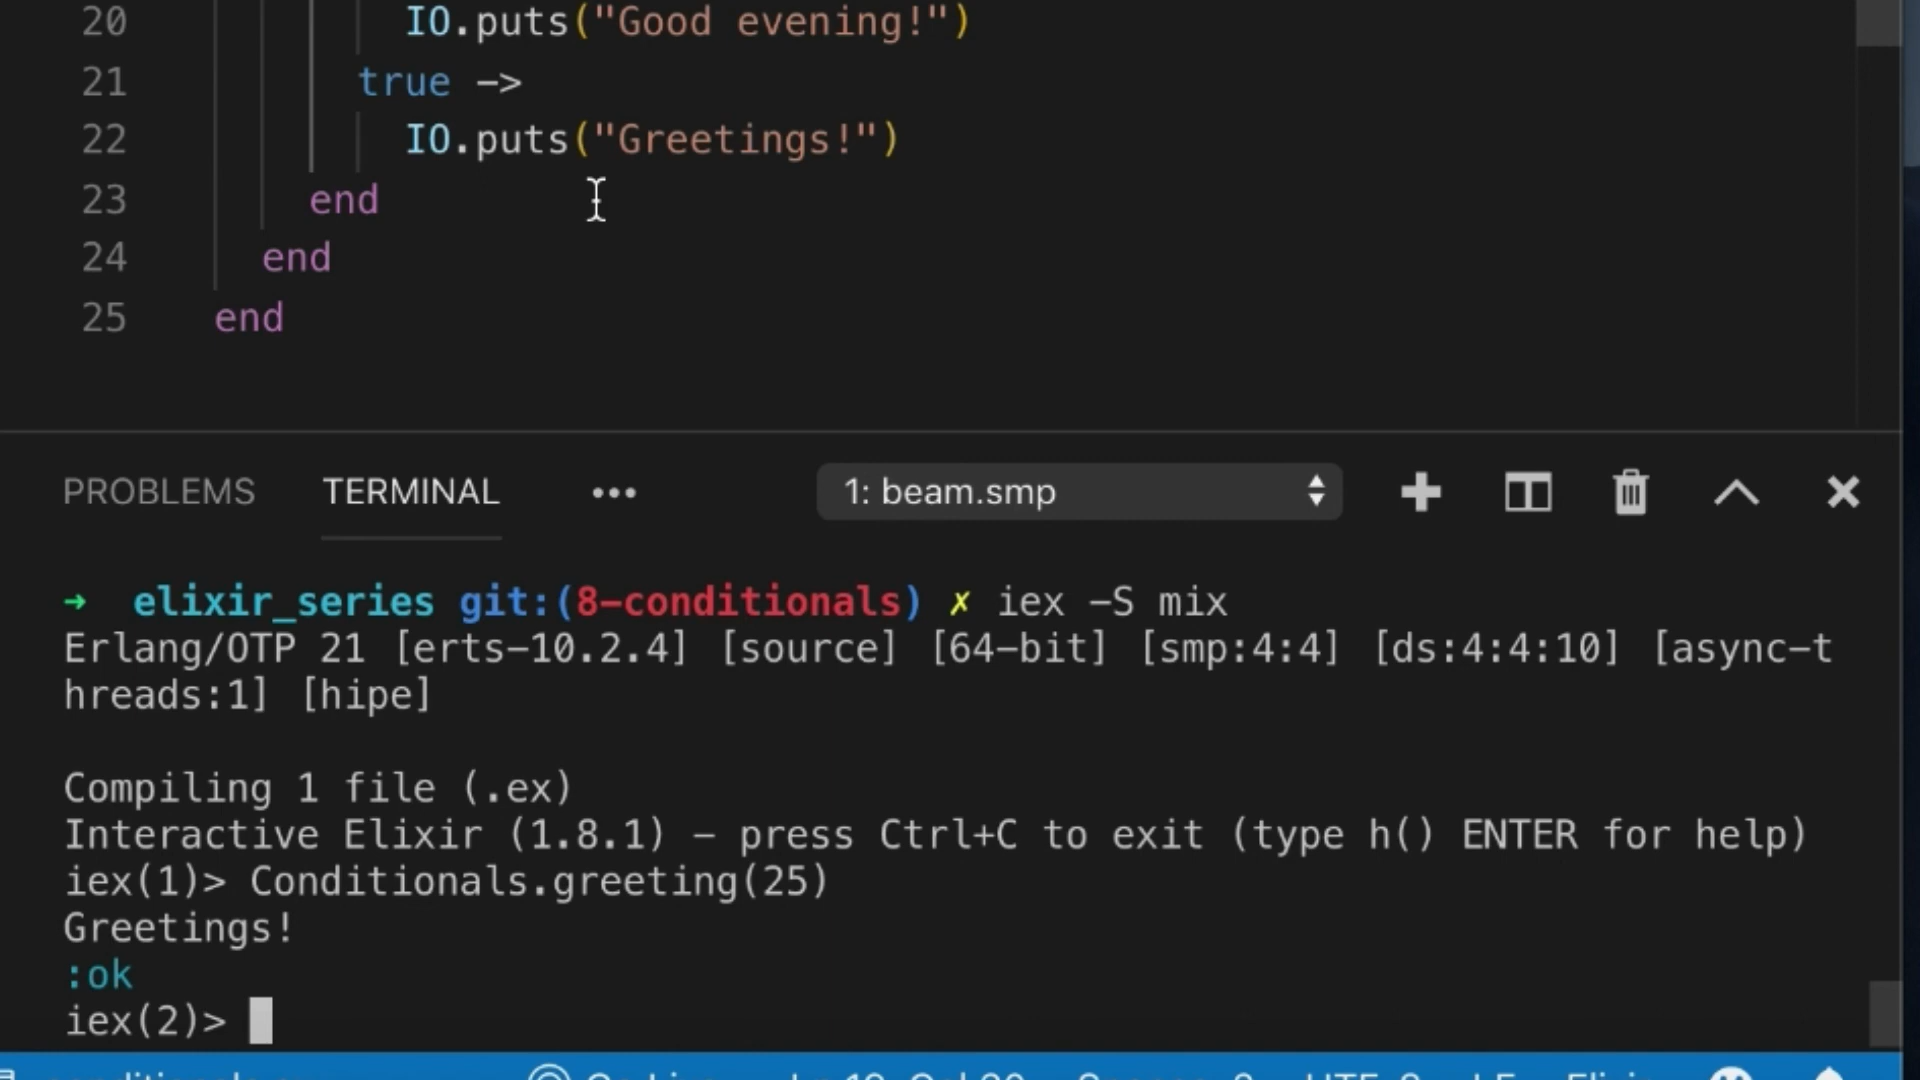 20 IO.puts("Good evening!")
21 true ->
22 IO.puts("Greetings!")
23 end
24 end
25 end
PROBLEMS TERMINAL ••• 1: beam.smp
→ elixir_series git:(8-conditionals) ✗ iex -S mix
Erlang/OTP 21 [erts-10.2.4] [source] [64-bit] [smp:4:4] [ds:4:4:10] [async-t
hreads:1] [hipe]
Compiling 1 file (.ex)
Interactive Elixir (1.8.1) - press Ctrl+C to exit (type h() ENTER for help)
iex(1)> Conditionals.greeting(25)
Greetings!
:ok
iex(2)>